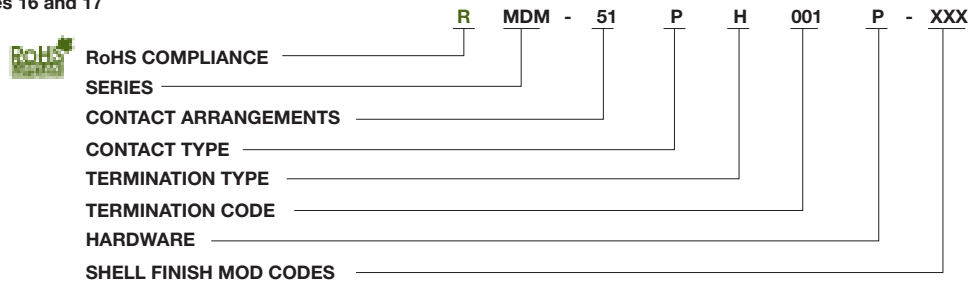 es 16 and 17
R MDM - 51 P H 001 P - XXX
RoHS
RoHS COMPLIANCE
SERIES
CONTACT ARRANGEMENTS
CONTACT TYPE
TERMINATION TYPE
TERMINATION CODE
HARDWARE
SHELL FINISH MOD CODES